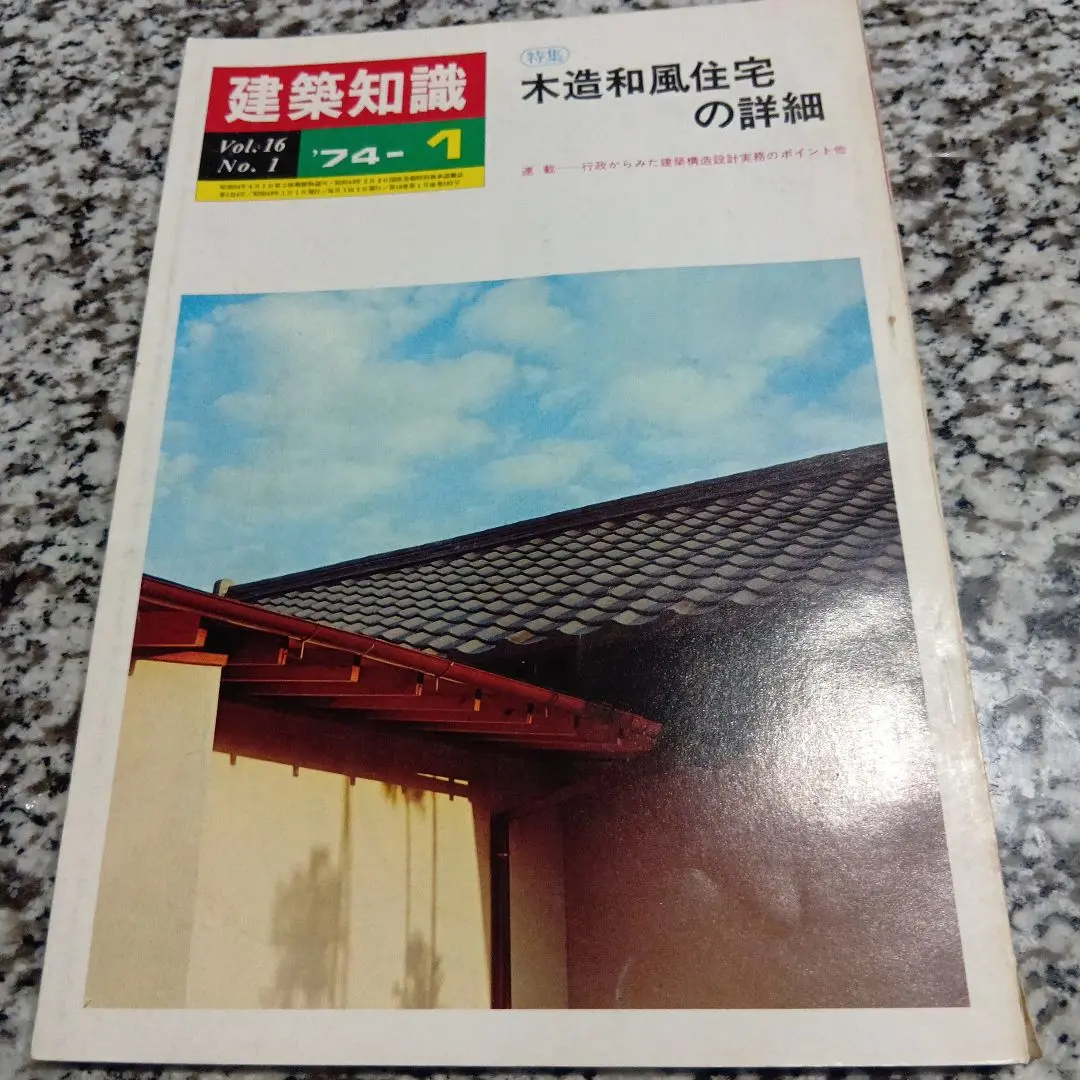 建築知識
Vol. 16
No. 1
'74-1
特集
木造和風住宅
の詳細
連 載——行政からみた建築構造設計実務のポイント他